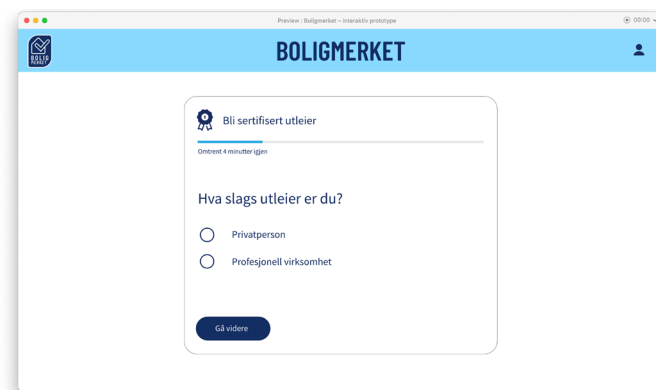 Preview : Boligmerket – interaktiv prototype
00:00
BOLIG
MERKET
BOLIGMERKET
Bli sertifisert utleier
Omtrent 4 minutter igjen
Hva slags utleier er du?
Privatperson
Profesjonell virksomhet
Gå videre